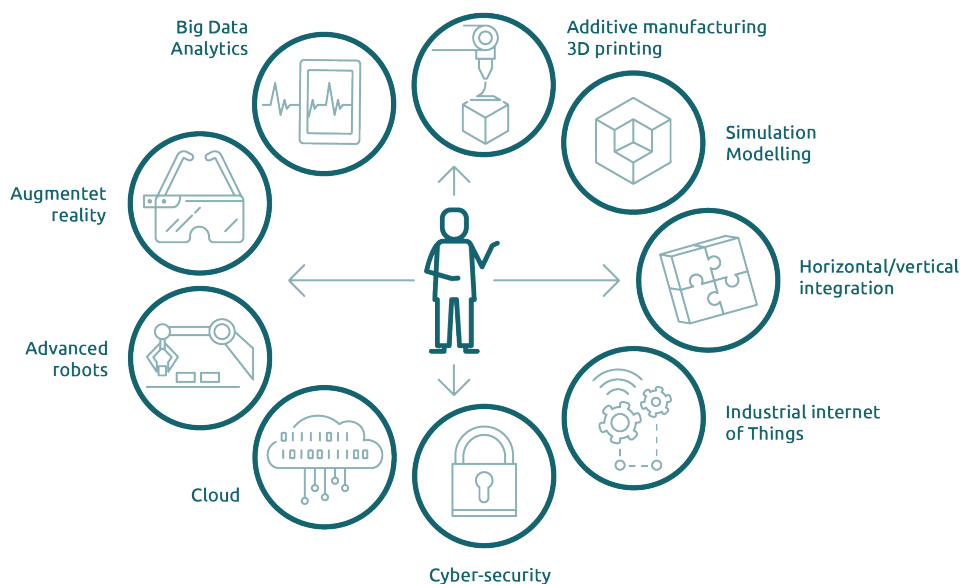 Big Data
Analytics
Additive manufacturing
3D printing
Simulation
Modelling
Augmentet
reality
Horizontal/vertical
integration
Advanced
robots
Industrial internet
of Things
Cloud
Cyber-security